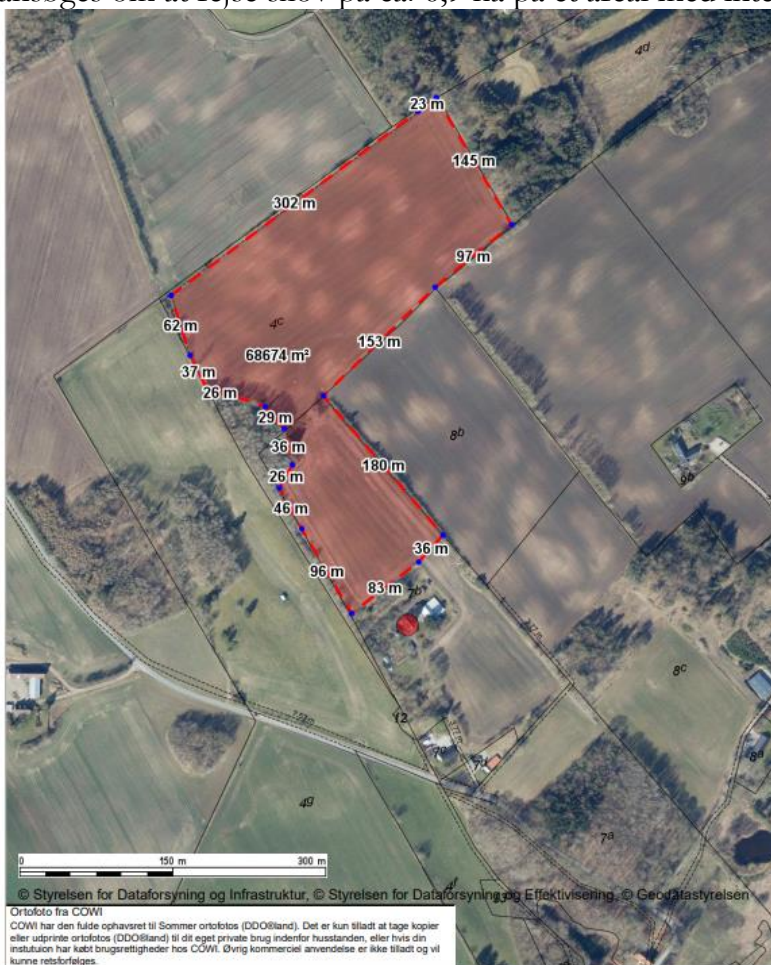 ansøges om at rejse skov på ca. 6,9 ha på et areal med inte
4d
23 m
145 m
302 m
97 m
62 m
4c
153 m
68674 m²
37 m
26 m
29 m
8b
36 m
180 m
26 m
6b
46 m
36 m
96 m
83 m
7b
8c
12
7c
7d
8a
4g
7a
4f
0 150 m 300 m
© Styrelsen for Dataforsyning og Infrastruktur, © Styrelsen for Dataforsyning og Effektivisering, © Geodatastyrelsen
Ortofoto fra COWI
COWI har den fulde ophavsret til Sommer ortofotos (DDO®land). Det er kun tilladt at tage kopier
eller udprinte ortofotos (DDO®land) til dit eget private brug indenfor husstanden, eller hvis din
instutuion har købt brugsrettigheder hos COWI. Øvrig kommerciel anvendelse er ikke tilladt og vil
kunne retsforfølges.